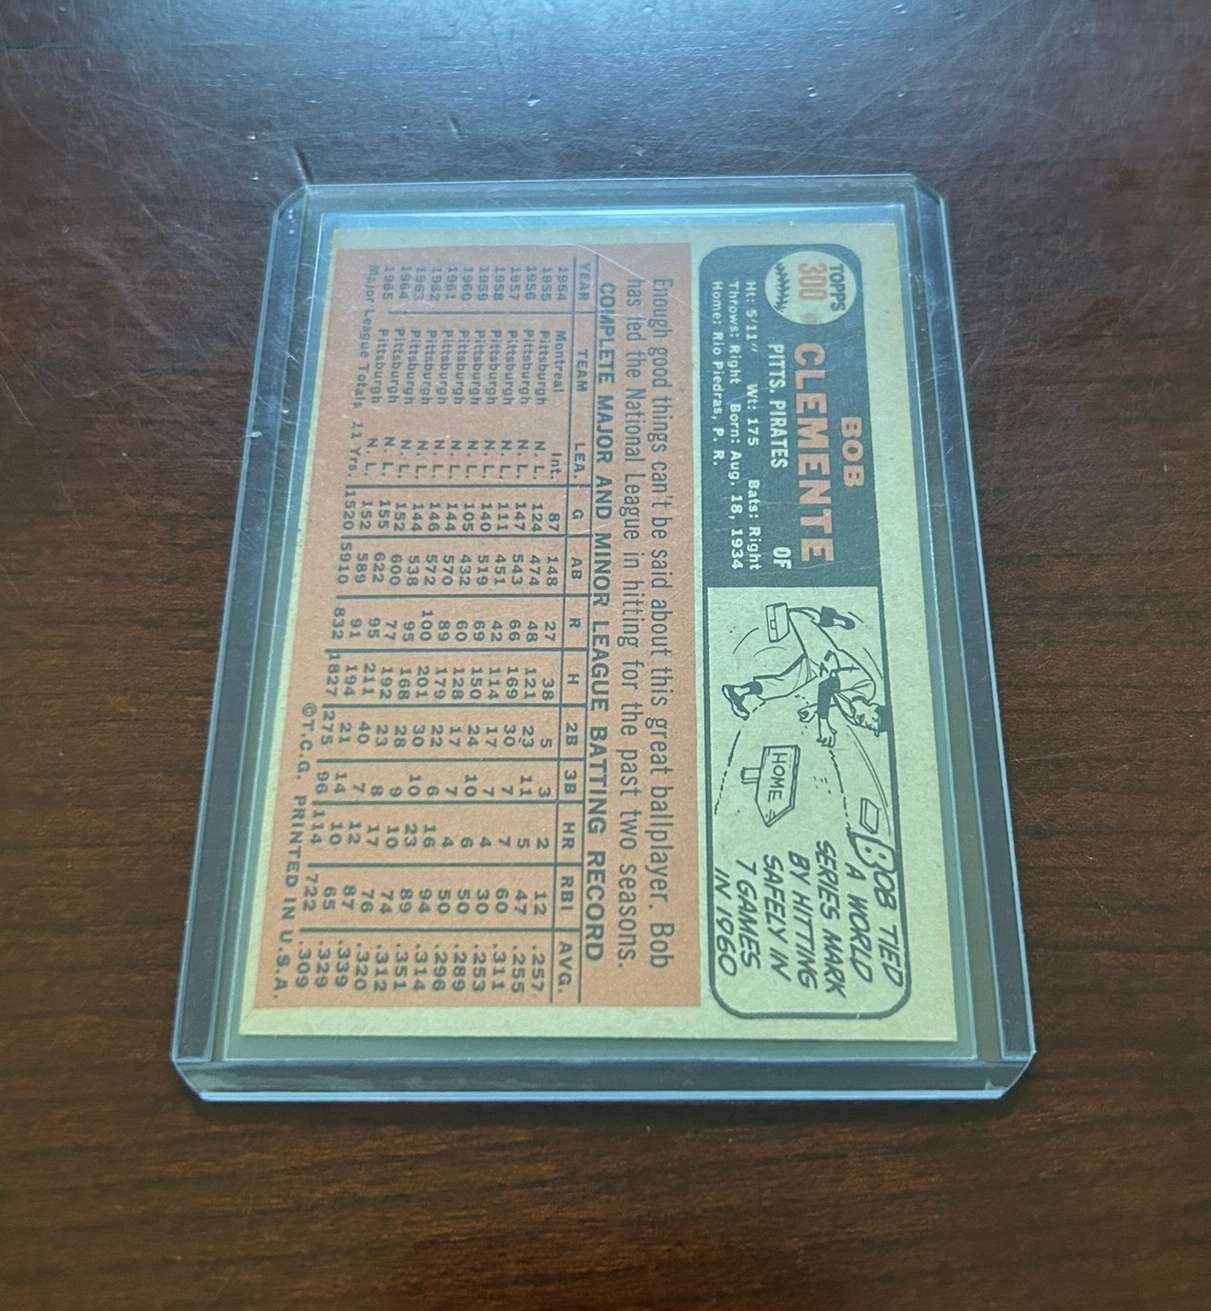 TOPPS
300
BOB
CLEMENTE
PITTS. PIRATES OF
Ht: 5'11" Wt: 175 Bats: Right
Throws: Right Born: Aug. 18, 1934
Home: Rio Piedras, P. R.
HOME
BOB TIED
A WORLD
SERIES MARK
BY HITTING
SAFELY IN
7 GAMES
IN 1960
Enough good things can't be said about this great ballplayer. Bob
has led the National League in hitting for the past two seasons.
COMPLETE MAJOR AND MINOR LEAGUE BATTING RECORD
YEAR TEAM LEA. G AB R H 2B 3B HR RBI AVG.
1954 Montreal Int. 87 148 27 38 5 3 2 12 .257
1955 Pittsburgh N. L. 124 474 48 121 23 11 5 47 .255
1956 Pittsburgh N. L. 147 543 66 169 30 7 7 60 .311
1957 Pittsburgh N. L. 111 451 42 114 17 7 4 30 .253
1958 Pittsburgh N. L. 140 519 69 150 24 10 6 50 .289
1959 Pittsburgh N. L. 105 432 60 128 17 7 4 50 .296
1960 Pittsburgh N. L. 144 570 89 179 22 6 16 94 .314
1961 Pittsburgh N. L. 146 572 100 201 30 10 23 89 .351
1962 Pittsburgh N. L. 144 538 95 168 28 9 10 74 .312
1963 Pittsburgh N. L. 152 600 77 192 23 8 17 76 .320
1964 Pittsburgh N. L. 155 622 95 211 40 7 12 87 .339
1965 Pittsburgh N. L. 152 589 91 194 21 14 10 65 .329
Major League Totals 11 Yrs. 1520 5910 832 1827 275 96 114 722 .309
©T.C.G. PRINTED IN U.S.A.